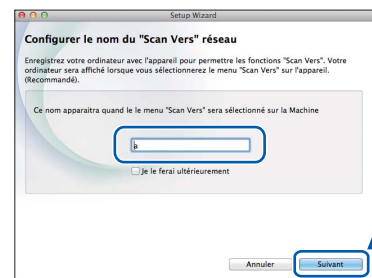 Setup Wizard
Configurer le nom du "Scan Vers" réseau
Enregistrez votre ordinateur avec l'appareil pour permettre les fonctions "Scan Vers". Votre
ordinateur sera affiché lorsque vous sélectionnerez le menu "Scan Vers" sur l'appareil.
(Recommandé).
Ce nom apparaitra quand le le menu "Scan Vers" sera sélectionné sur la Machine
a
Je le ferai ultérieurement
Annuler Suivant